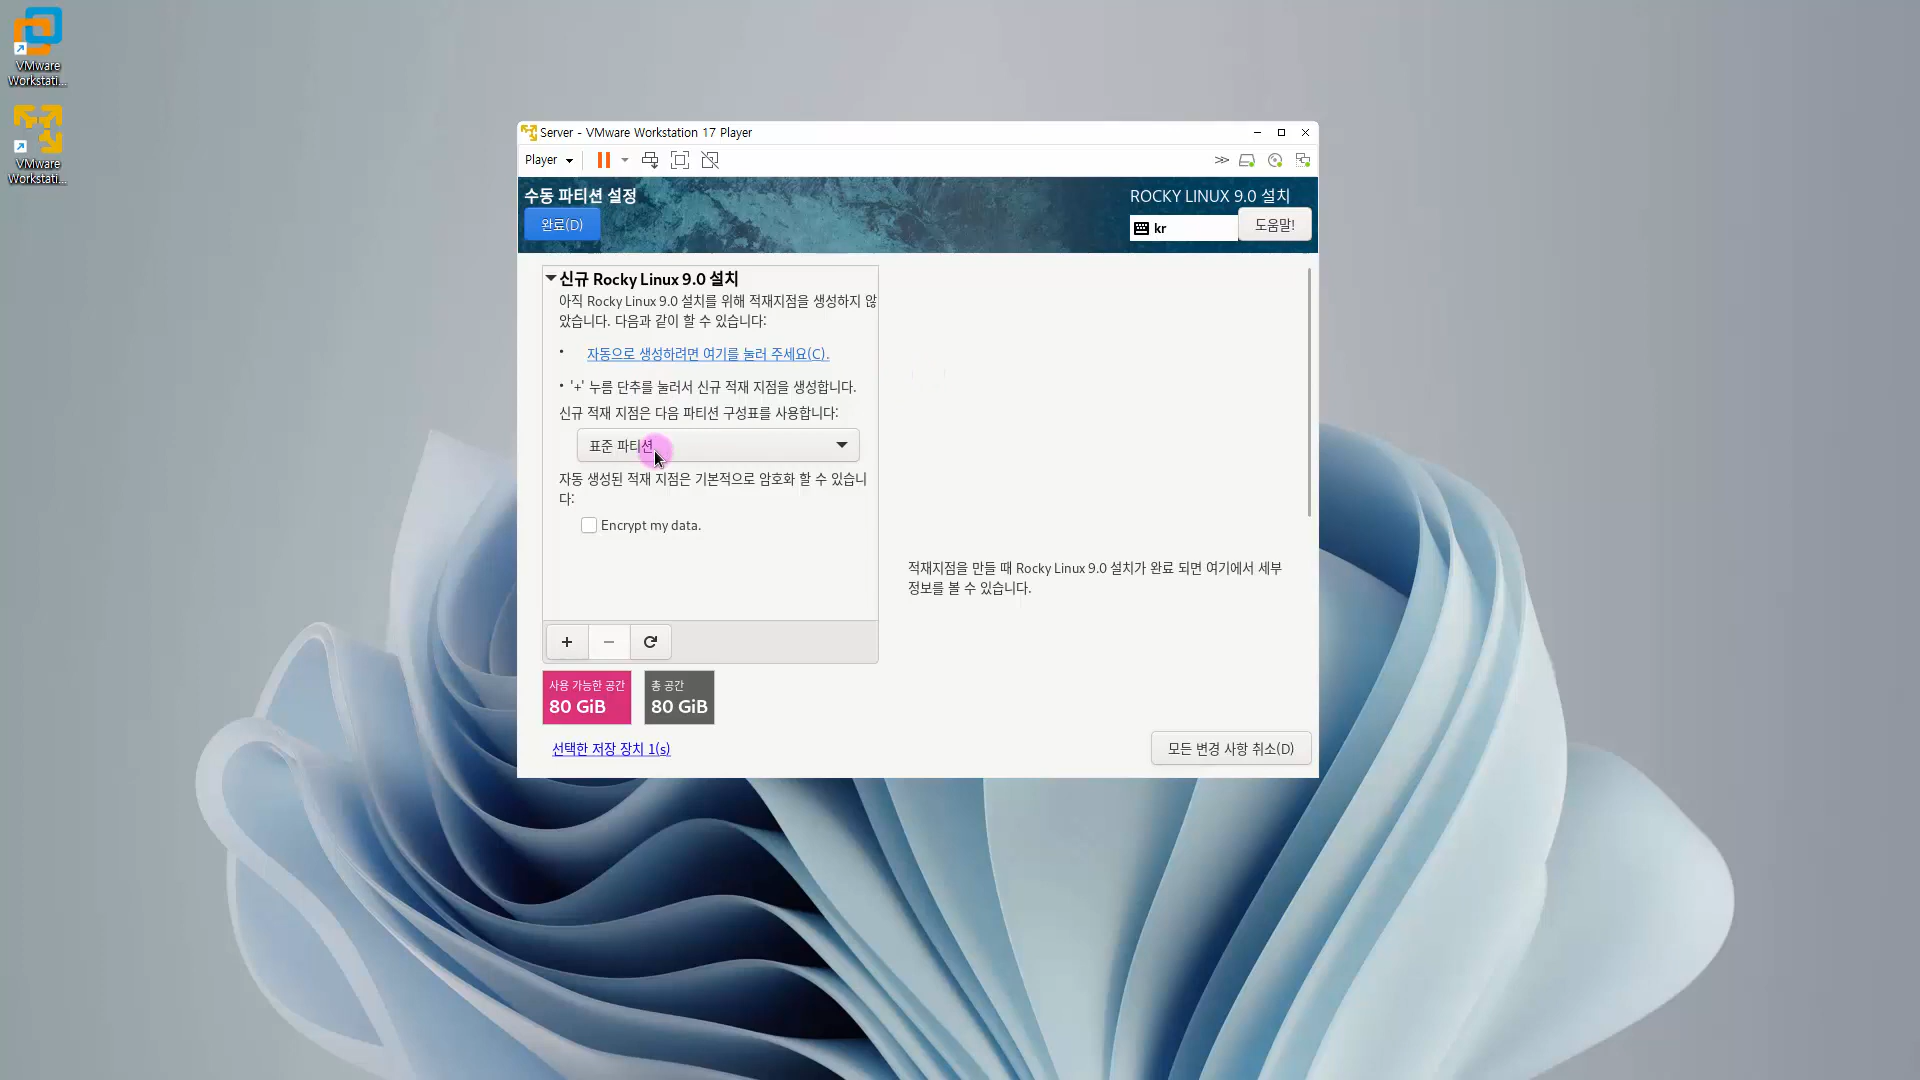 VMware
Workstati...
VMware
Workstati...
Server - VMware Workstation 17 Player
Player
수동 파티션 설정
ROCKY LINUX 9.0 설치
완료(D)
kr
도움말!
신규 Rocky Linux 9.0 설치
아직 Rocky Linux 9.0 설치를 위해 적재지점을 생성하지 않
았습니다. 다음과 같이 할 수 있습니다:
• 자동으로 생성하려면 여기를 눌러 주세요(C).
• '+' 누름 단추를 눌러서 신규 적재 지점을 생성합니다.
신규 적재 지점은 다음 파티션 구성표를 사용합니다:
표준 파티션
자동 생성된 적재 지점은 기본적으로 암호화 할 수 있습니
다:
Encrypt my data.
적재지점을 만들 때 Rocky Linux 9.0 설치가 완료 되면 여기에서 세부
정보를 볼 수 있습니다.
사용 가능한 공간
80 GiB
총 공간
80 GiB
선택한 저장 장치 1(s)
모든 변경 사항 취소(D)